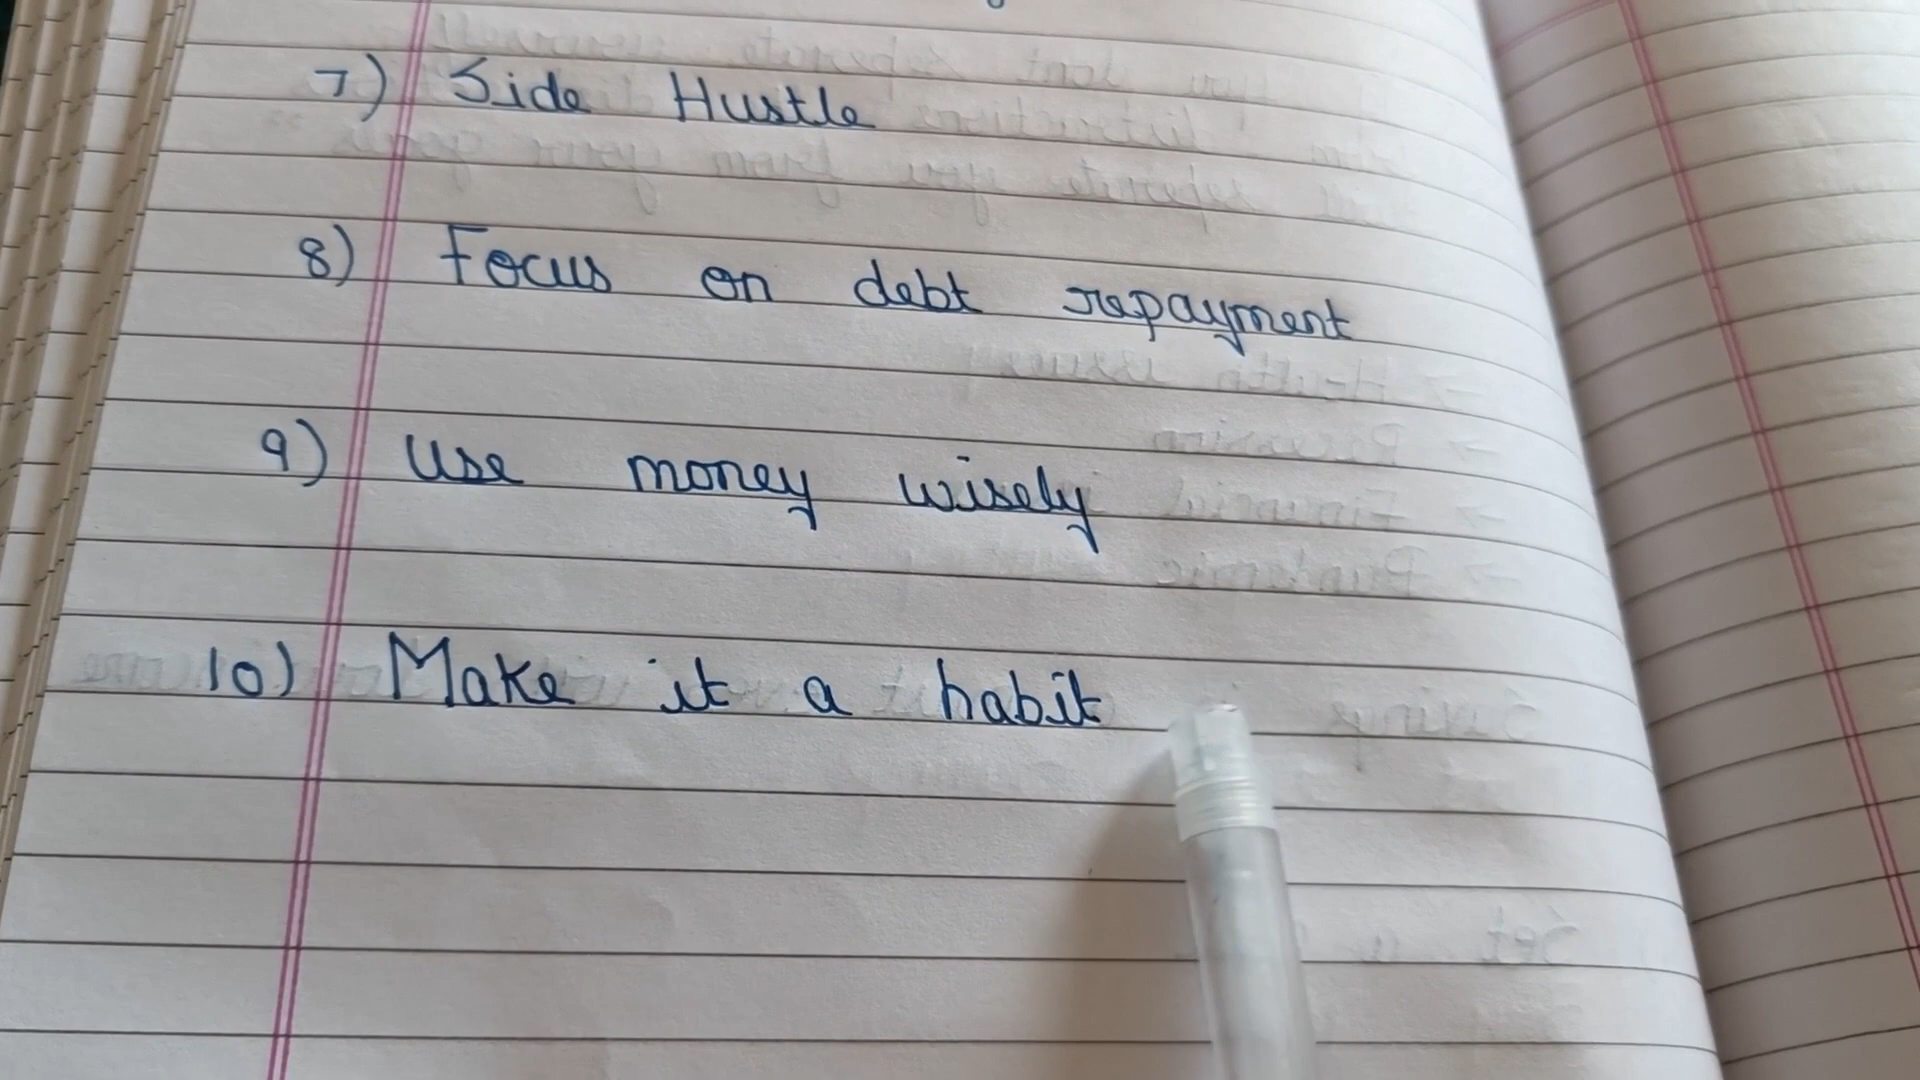 7) Side Hustle
8) Focus on debt repayment
9) Use money wisely
10) Make it a habit